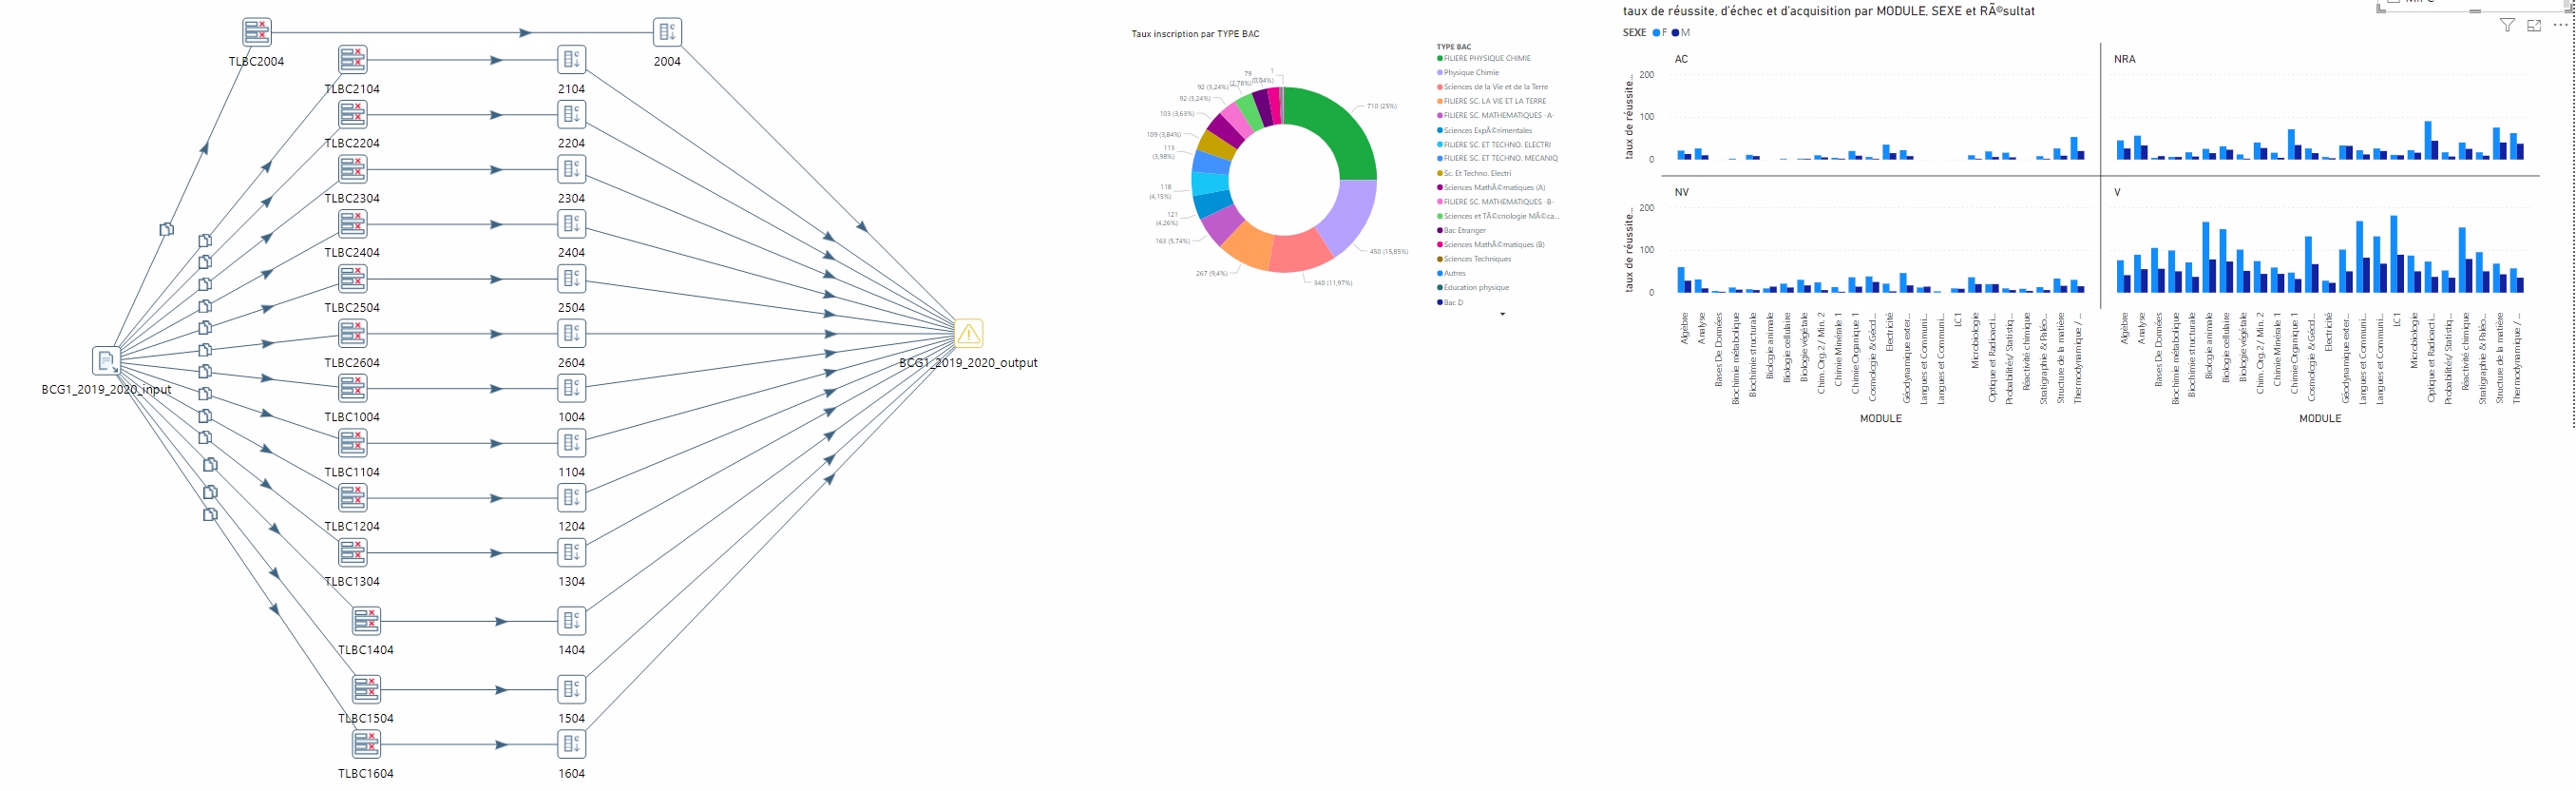 TLBC2004
2004
TLBC2104
2104
TLBC2204
2204
TLBC2304
2304
TLBC2404
2404
TLBC2504
2504
TLBC2604
2604
TLBC1004
1004
TLBC1104
1104
TLBC1204
1204
TLBC1304
1304
TLBC1404
1404
TLBC1504
1504
TLBC1604
1604
BCG1_2019_2020_input
BCG1_2019_2020_output
Taux inscription par TYPE BAC
710 (25%)
450 (15,85%)
340 (11,97%)
267 (9,4%)
163 (5,74%)
121
(4,26%)
118
(4,15%)
113
(3,98%)
109 (3,84%)
103 (3,63%)
92 (3,24%)
92 (3,24%)
79
(2,78%)
1
(0,04%)
TYPE BAC
FILIERE PHYSIQUE CHIMIE
Physique Chimie
Sciences de la Vie et de la Terre
FILIERE SC. LA VIE ET LA TERRE
FILIERE SC. MATHEMATIQUES -A-
Sciences ExpÃ©rimentales
FILIERE SC. ET TECHNO. ELECTRI
FILIERE SC. ET TECHNO. MECANIQ
Sc. Et Techno. Electri
Sciences MathÃ©matiques (A)
FILIERE SC. MATHEMATIQUES -B-
Sciences et TÃ©cnologie MÃ©ca...
Bac Etranger
Sciences MathÃ©matiques (B)
Sciences Techniques
Autres
Education physique
Bac D
taux de réussite, d'échec et d'acquisition par MODULE, SEXE et RÃ©sultat
SEXE F M
AC
NRA
NV
V
taux de réussite...
200
100
0
taux de réussite...
200
100
0
Algèbre
Analyse
Bases De Données
Biochimie métabolique
Biochimie structurale
Biologie animale
Biologie cellulaire
Biologie végétale
Chim. Org. 2 / Min. 2
Chimie Minérale 1
Chimie Organique 1
Cosmologie & Géod...
Electricité
Géodynamique exter...
Langues et Communi...
Langues et Communi...
LC1
Microbiologie
Optique et Radioacti...
Probabilités/ Statistiq...
Réactivité chimique
Stratigraphie & Paléo...
Structure de la matière
Thermodynamique / ...
MODULE
Algèbre
Analyse
Bases De Données
Biochimie métabolique
Biochimie structurale
Biologie animale
Biologie cellulaire
Biologie végétale
Chim. Org. 2 / Min. 2
Chimie Minérale 1
Chimie Organique 1
Cosmologie & Géod...
Electricité
Géodynamique exter...
Langues et Communi...
Langues et Communi...
LC1
Microbiologie
Optique et Radioacti...
Probabilités/ Statistiq...
Réactivité chimique
Stratigraphie & Paléo...
Structure de la matière
Thermodynamique / ...
MODULE